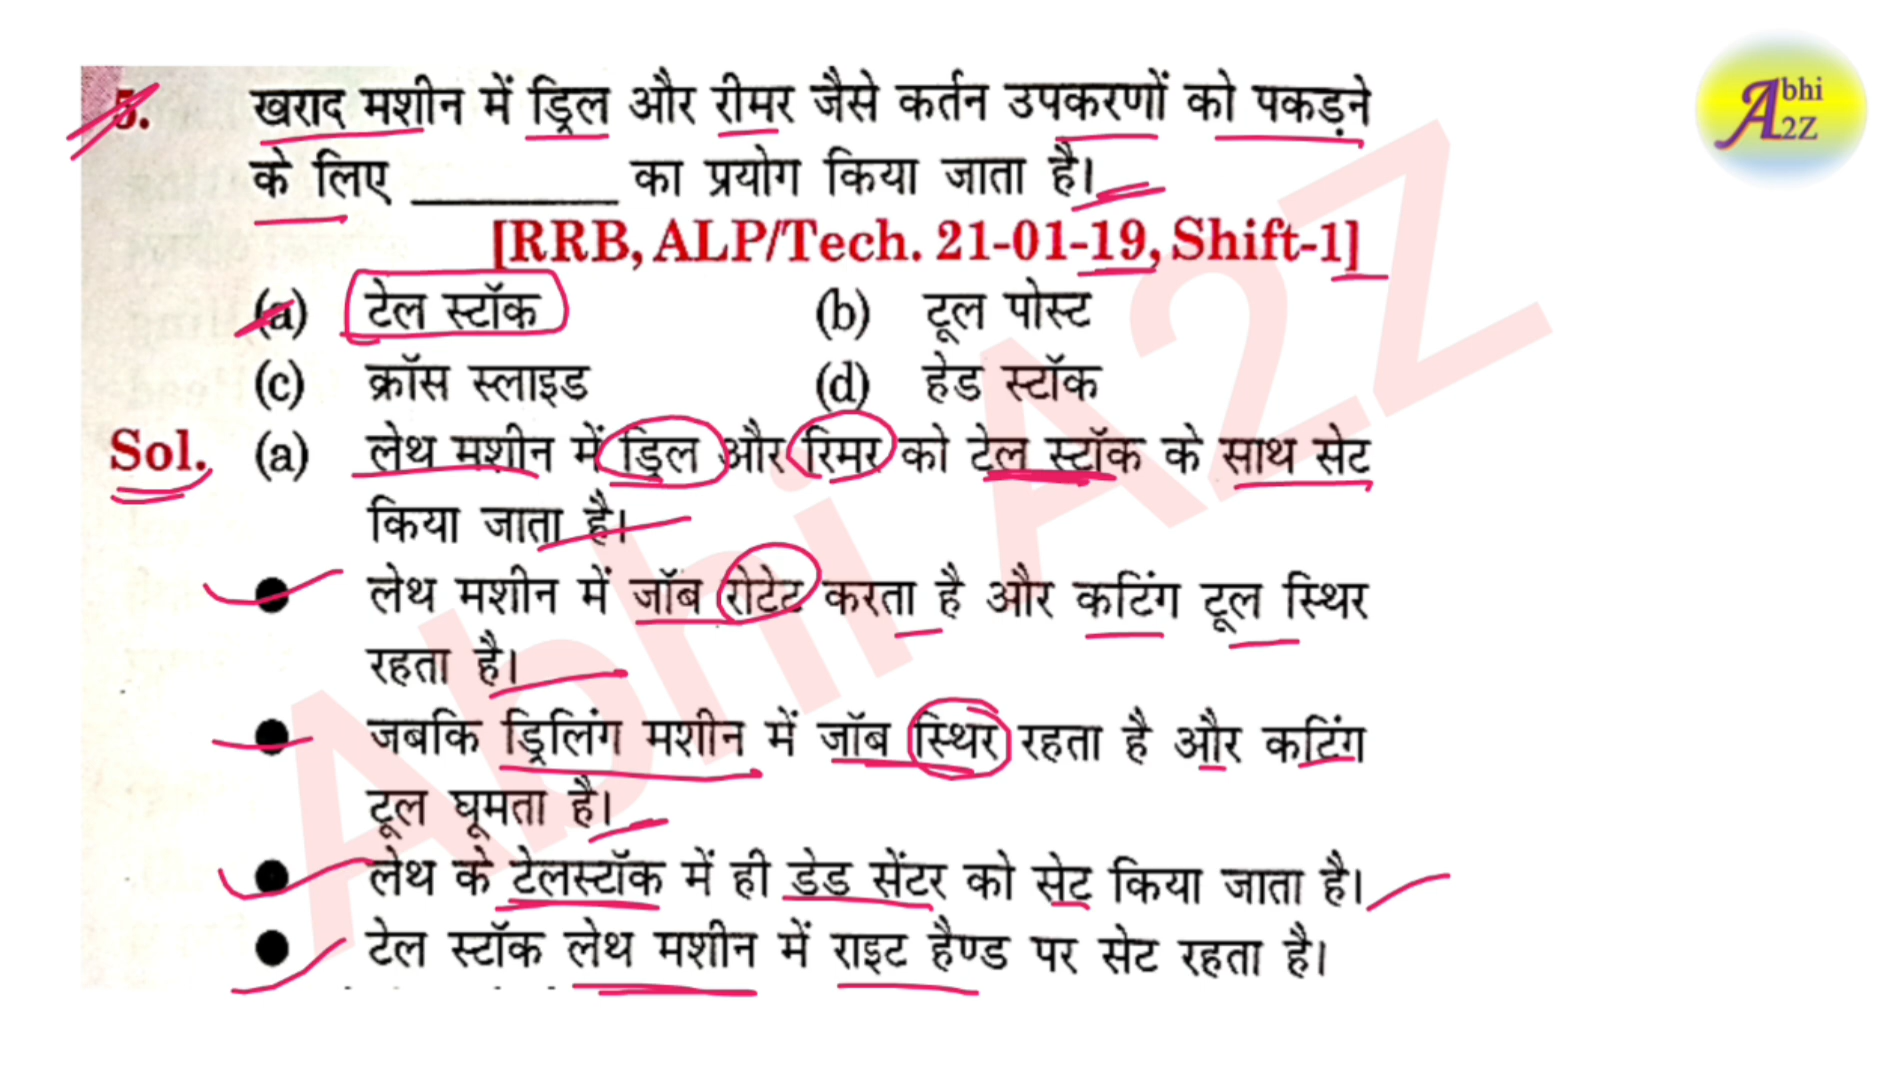 Abhi
A2Z
5. खराद मशीन में ड्रिल और रीमर जैसे कर्तन उपकरणों को पकड़ने
के लिए ________ का प्रयोग किया जाता है।
[RRB, ALP/Tech. 21-01-19, Shift-1]
(a) टेल स्टॉक (b) टूल पोस्ट
(c) क्रॉस स्लाइड (d) हेड स्टॉक
Sol. (a) लेथ मशीन में ड्रिल और रिमर को टेल स्टॉक के साथ सेट
किया जाता है।
● लेथ मशीन में जॉब रोटेट करता है और कटिंग टूल स्थिर
रहता है।
● जबकि ड्रिलिंग मशीन में जॉब स्थिर रहता है और कटिंग
टूल घूमता है।
● लेथ के टेलस्टॉक में ही डेड सेंटर को सेट किया जाता है।
● टेल स्टॉक लेथ मशीन में राइट हैण्ड पर सेट रहता है।
Abhi A2Z